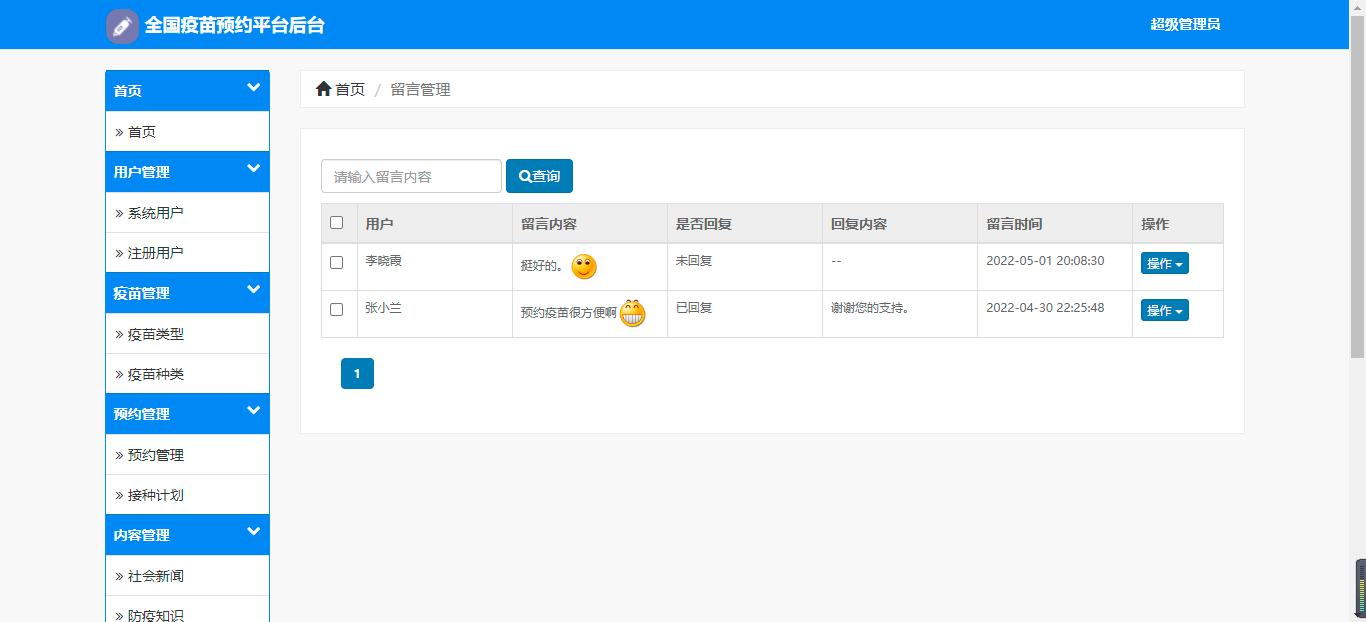 全国疫苗预约平台后台
超级管理员
首页
» 首页
用户管理
» 系统用户
» 注册用户
疫苗管理
» 疫苗类型
» 疫苗种类
预约管理
» 预约管理
» 接种计划
内容管理
» 社会新闻
» 防疫知识
首页 / 留言管理
请输入留言内容 查询
用户 留言内容 是否回复 回复内容 留言时间 操作
李晓霞 挺好的。 未回复 -- 2022-05-01 20:08:30 操作
张小兰 预约疫苗很方便啊 已回复 谢谢您的支持。 2022-04-30 22:25:48 操作
1